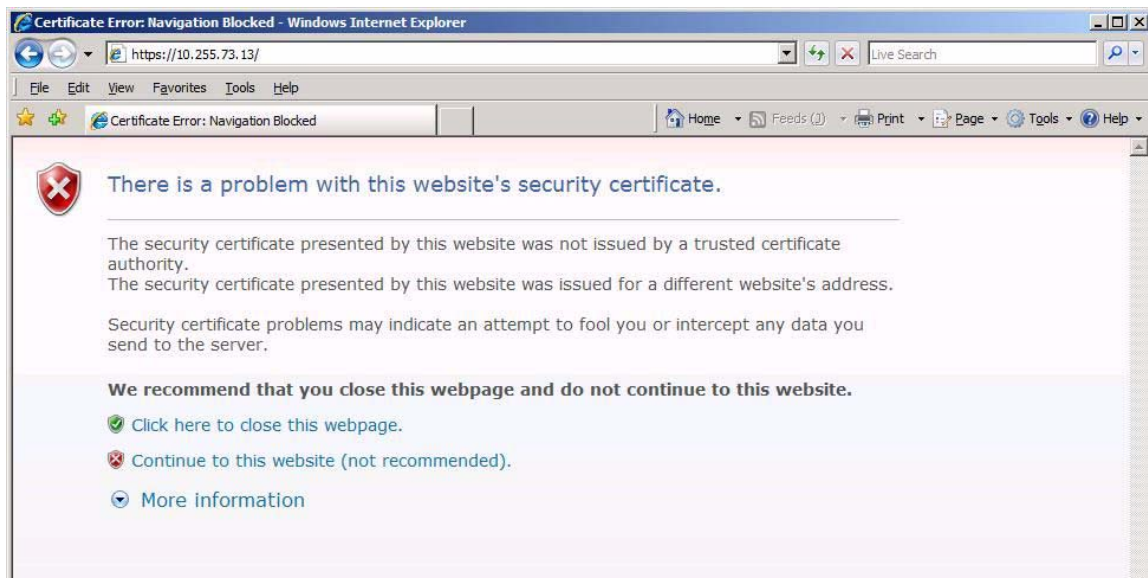 Certificate Error: Navigation Blocked - Windows Internet Explorer
https://10.255.73.13/
Live Search
File Edit View Favorites Tools Help
Certificate Error: Navigation Blocked
Home Feeds (J) Print Page Tools Help
There is a problem with this website's security certificate.
The security certificate presented by this website was not issued by a trusted certificate
authority.
The security certificate presented by this website was issued for a different website's address.
Security certificate problems may indicate an attempt to fool you or intercept any data you
send to the server.
We recommend that you close this webpage and do not continue to this website.
Click here to close this webpage.
Continue to this website (not recommended).
More information